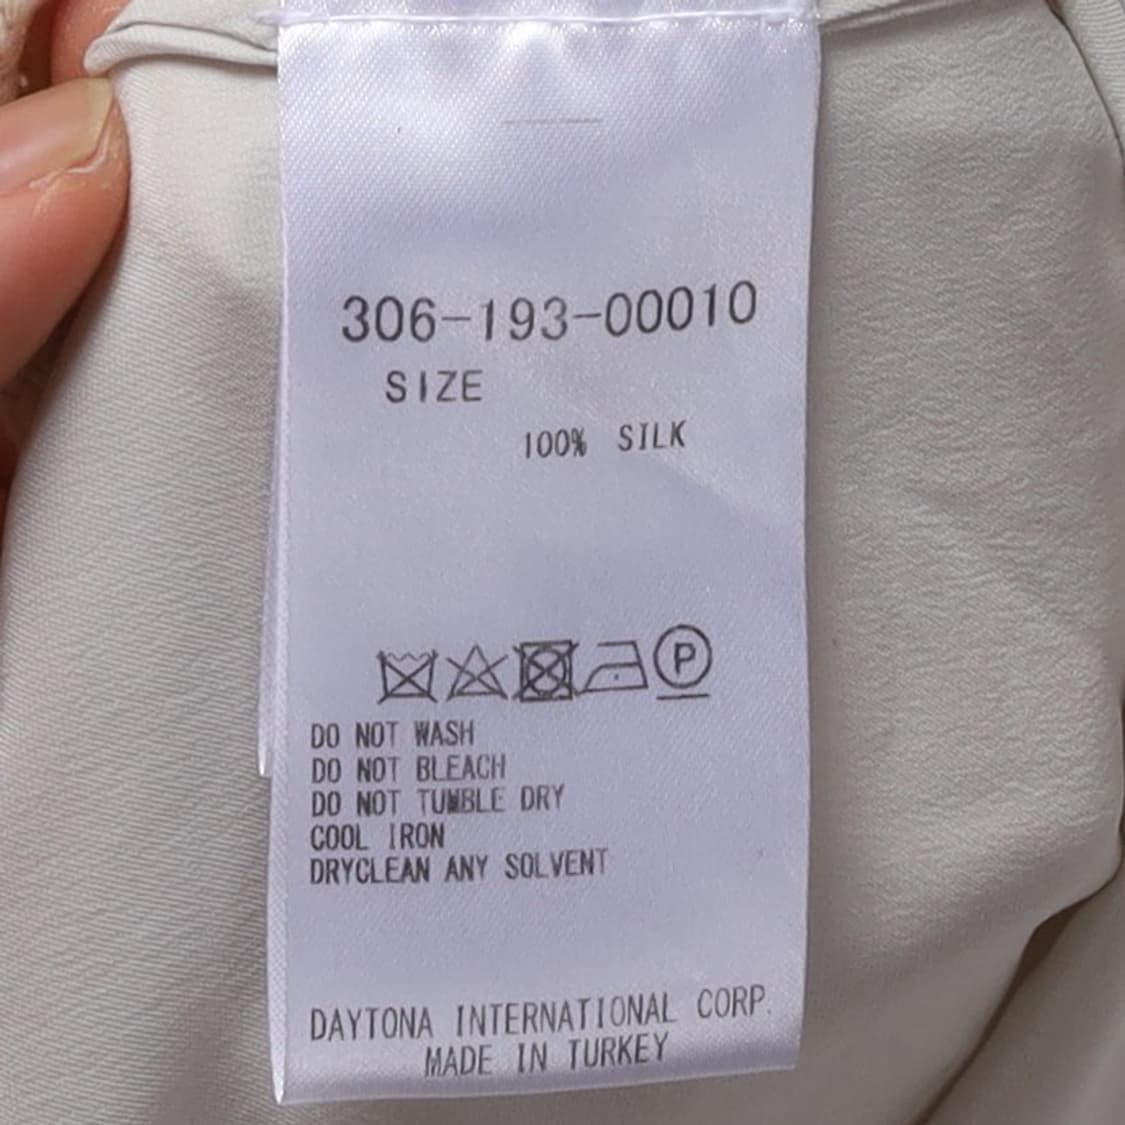 306-193-00010
SIZE
100% SILK
P
DO NOT WASH
DO NOT BLEACH
DO NOT TUMBLE DRY
COOL IRON
DRYCLEAN ANY SOLVENT
DAYTONA INTERNATIONAL CORP.
MADE IN TURKEY